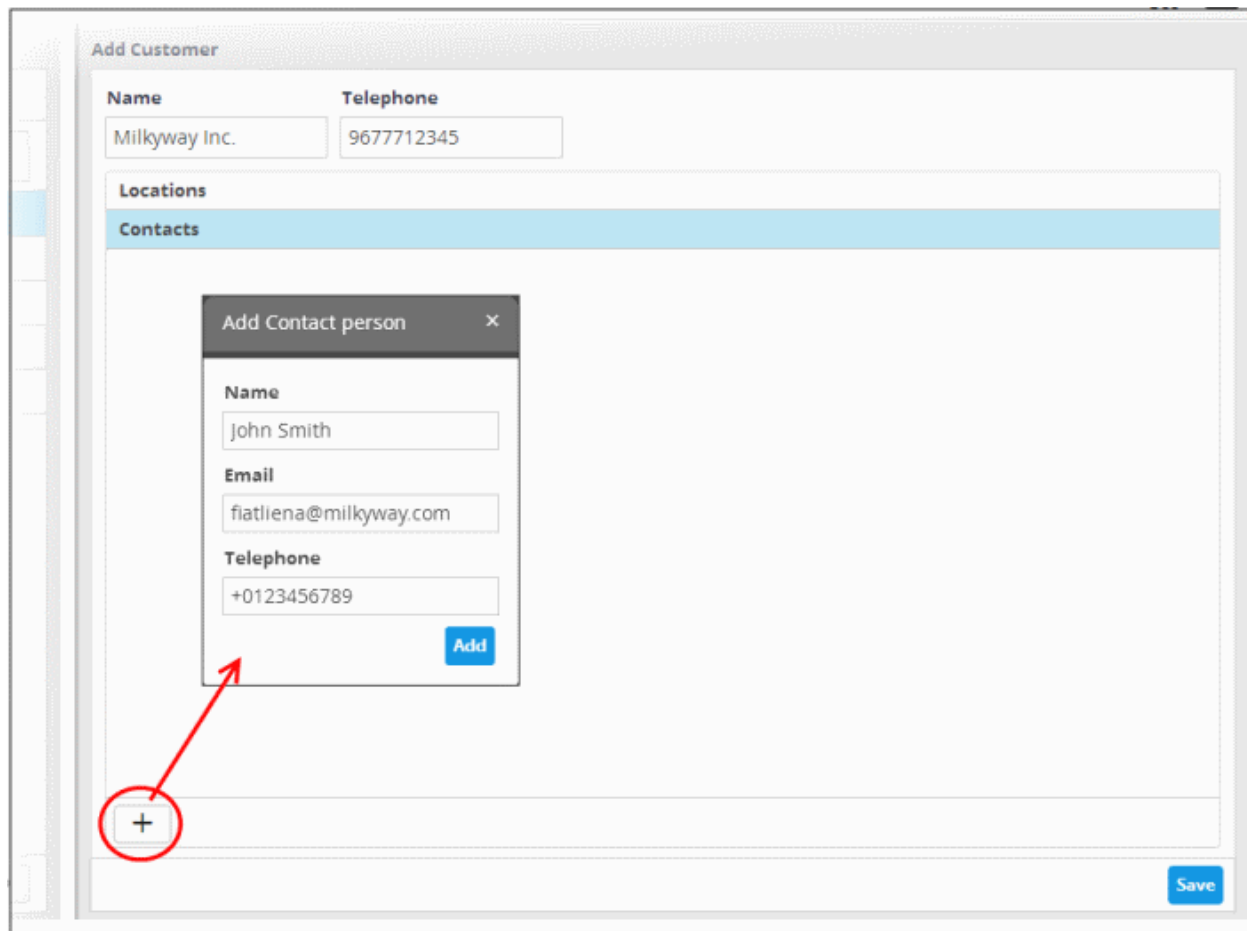 Add Customer
Name Telephone
Milkyway Inc. 9677712345
Locations
Contacts
Add Contact person ×
Name
John Smith
Email
fiatliena@milkyway.com
Telephone
+0123456789
Add
+
Save